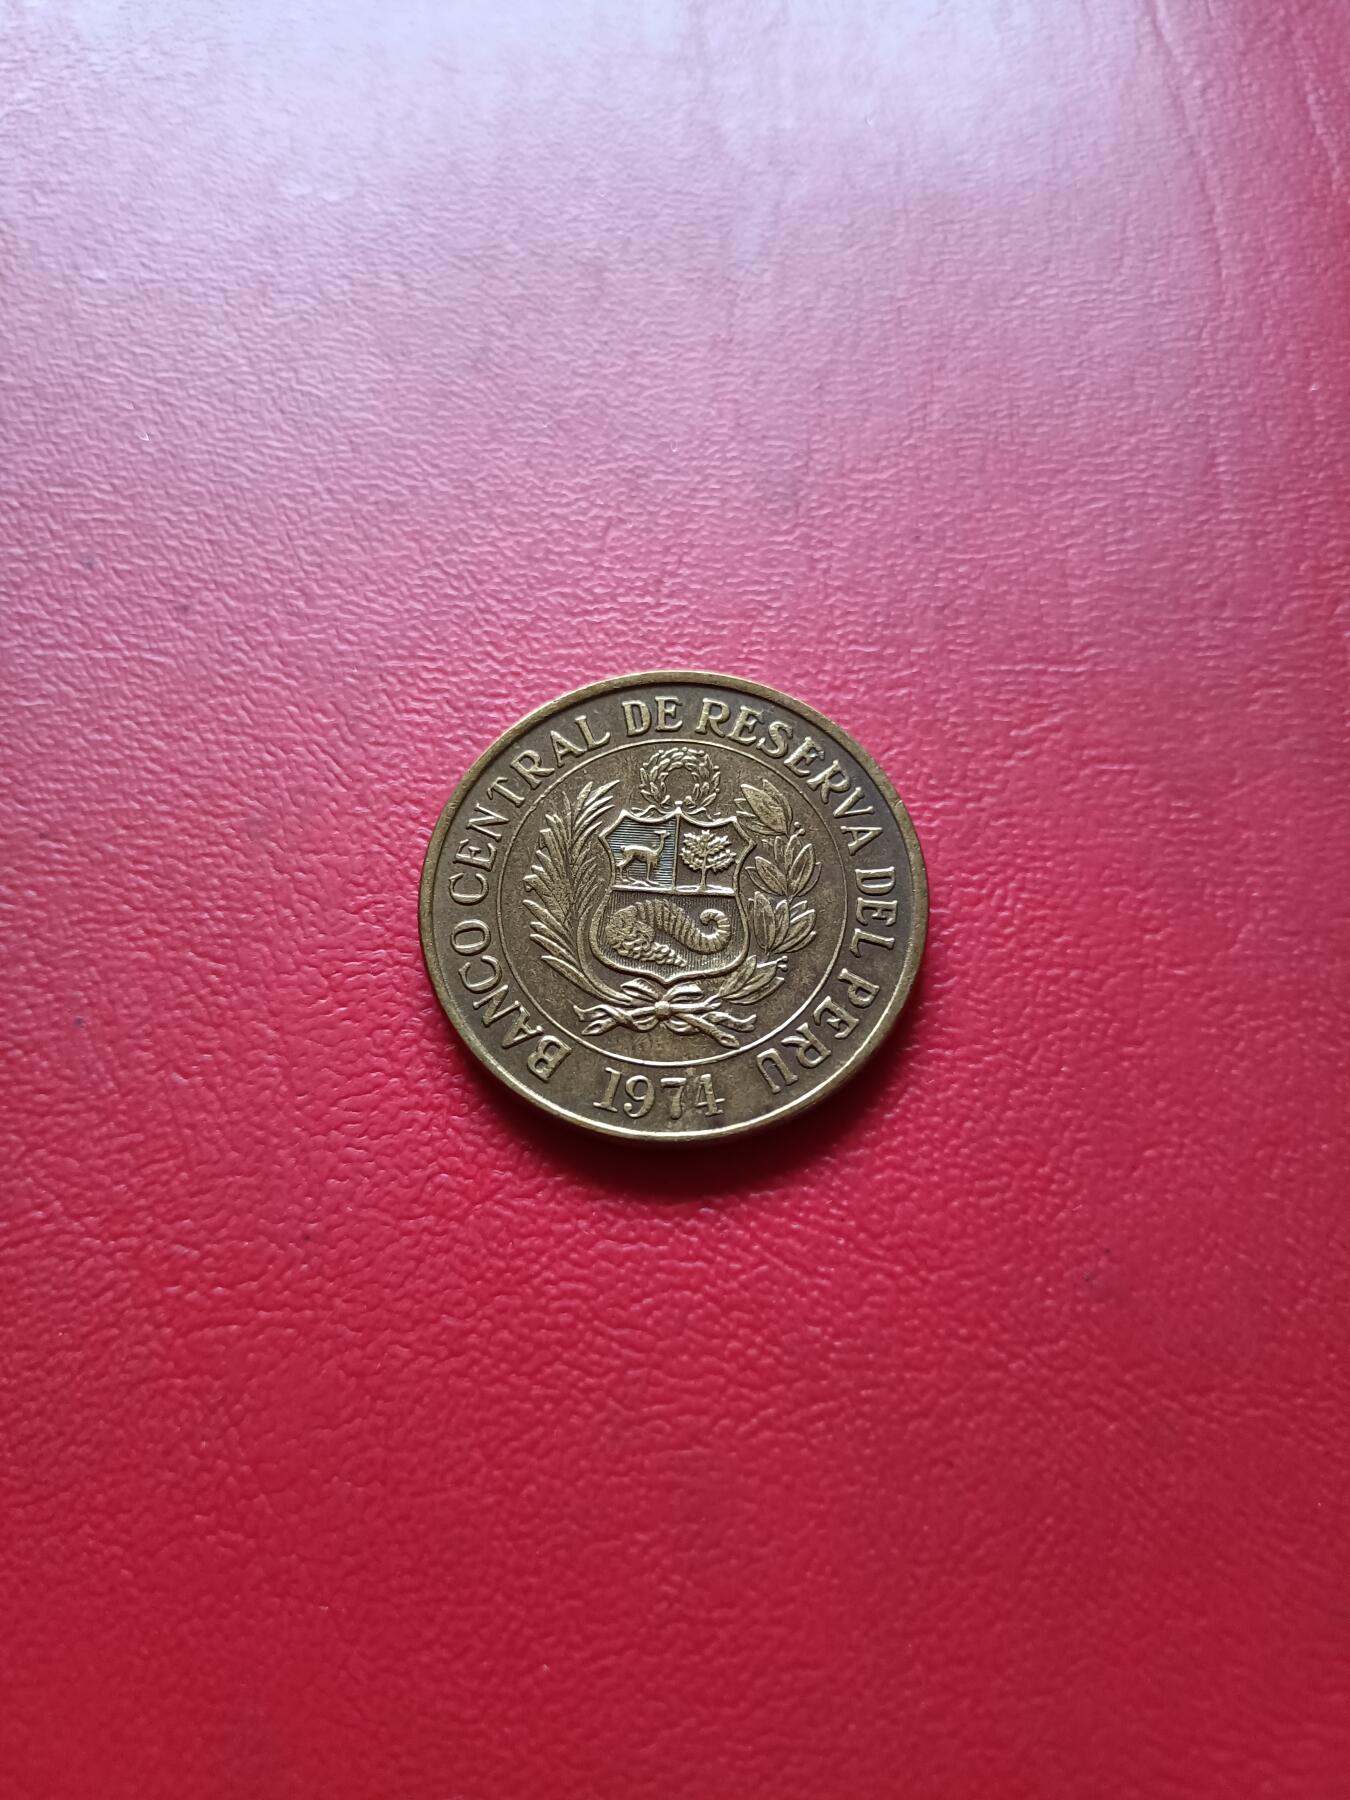 BANCO CENTRAL DE RESERVA DEL PERU
1974